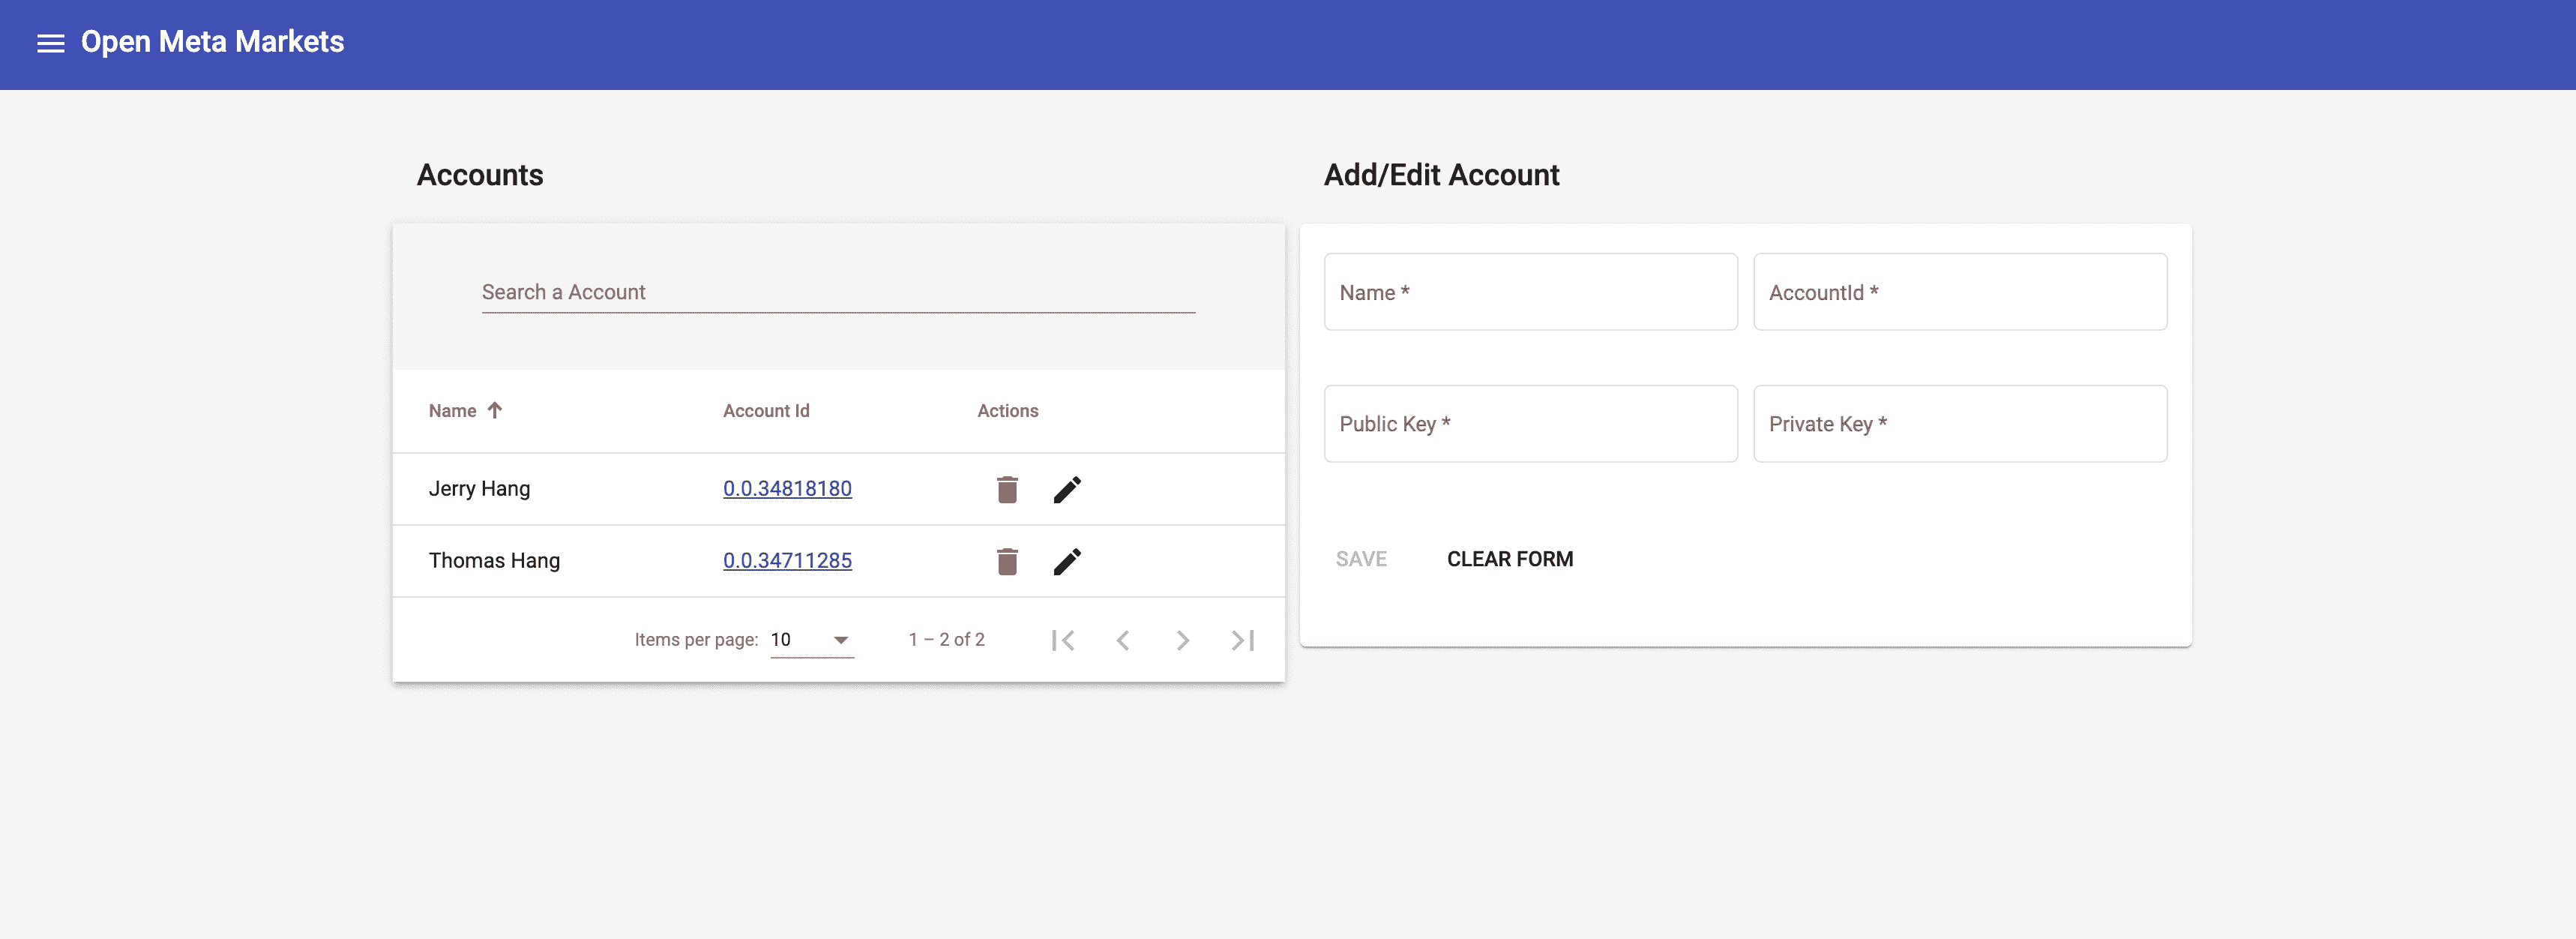 Open Meta Markets
Accounts
Search a Account
Name Account Id Actions
Jerry Hang 0.0.34818180
Thomas Hang 0.0.34711285
Items per page: 10 1 – 2 of 2
Add/Edit Account
Name * AccountId *
Public Key * Private Key *
SAVE CLEAR FORM